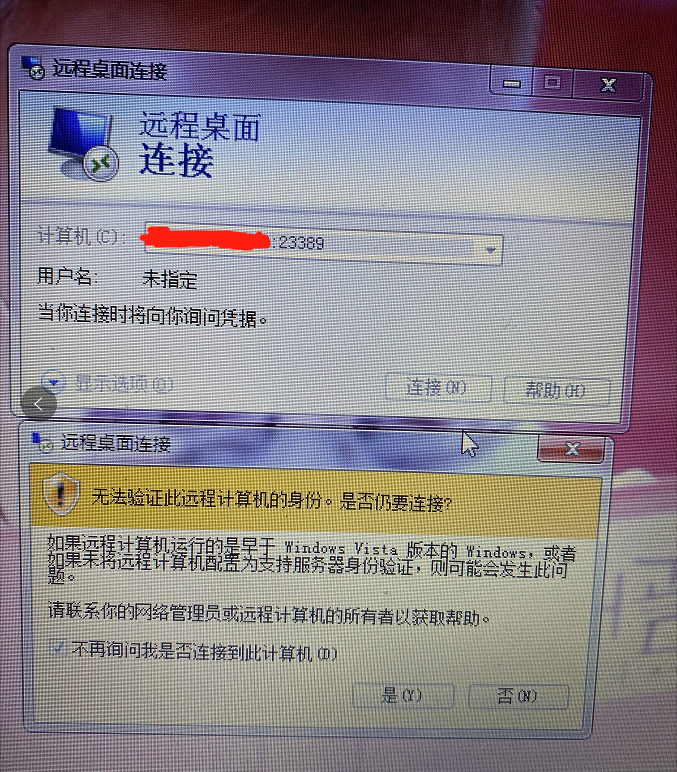 远程桌面连接
远程桌面
连接
计算机(C): :23389
用户名: 未指定
当你连接时将向你询问凭据。
显示选项(O) 连接(N) 帮助(H)
远程桌面连接
无法验证此远程计算机的身份。是否仍要连接?
如果远程计算机运行的是早于 Windows Vista 版本的 Windows，或者
如果未将远程计算机配置为支持服务器身份验证，则可能会发生此问
题。
请联系你的网络管理员或远程计算机的所有者以获取帮助。
不再询问我是否连接到此计算机(D)
是(Y) 否(N)